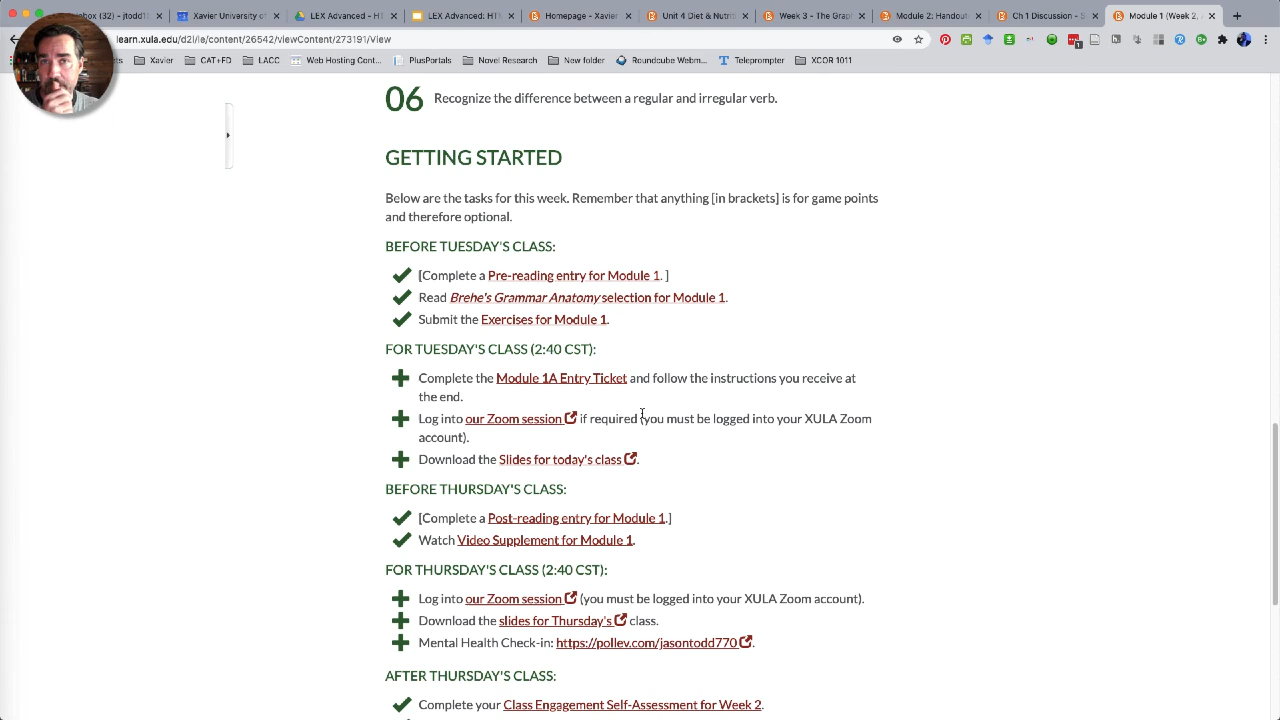 C1 Discussion -
Module 1 (Week 2)
learn.xula.edu/d2l/le/content/26542/viewContent/273191/View
Xavier
LACC
Web Hosting Cont...
PlusPortals
Novel Research
New folder
Roundcube Webm...
Teleprompter
XCOR 1011
06 Recognize the difference between a regular and irregular verb.
GETTING STARTED
Below are the tasks for this week. Remember that anything [in brackets] is for game points
and therefore optional.
BEFORE TUESDAY'S CLASS:
[Complete a Pre-reading entry for Module 1. ]
Read Brehe's Grammar Anatomy selection for Module 1.
Submit the Exercises for Module 1.
FOR TUESDAY'S CLASS (2:40 CST):
Complete the Module 1A Entry Ticket and follow the instructions you receive at
the end.
Log into our Zoom session if required (you must be logged into your XULA Zoom
account).
Download the Slides for today's class.
BEFORE THURSDAY'S CLASS:
[Complete a Post-reading entry for Module 1.]
Watch Video Supplement for Module 1.
FOR THURSDAY'S CLASS (2:40 CST):
Log into our Zoom session (you must be logged into your XULA Zoom account).
Download the slides for Thursday's class.
Mental Health Check-in: https://pollev.com/jasontodd770.
AFTER THURSDAY'S CLASS:
Complete your Class Engagement Self-Assessment for Week 2.